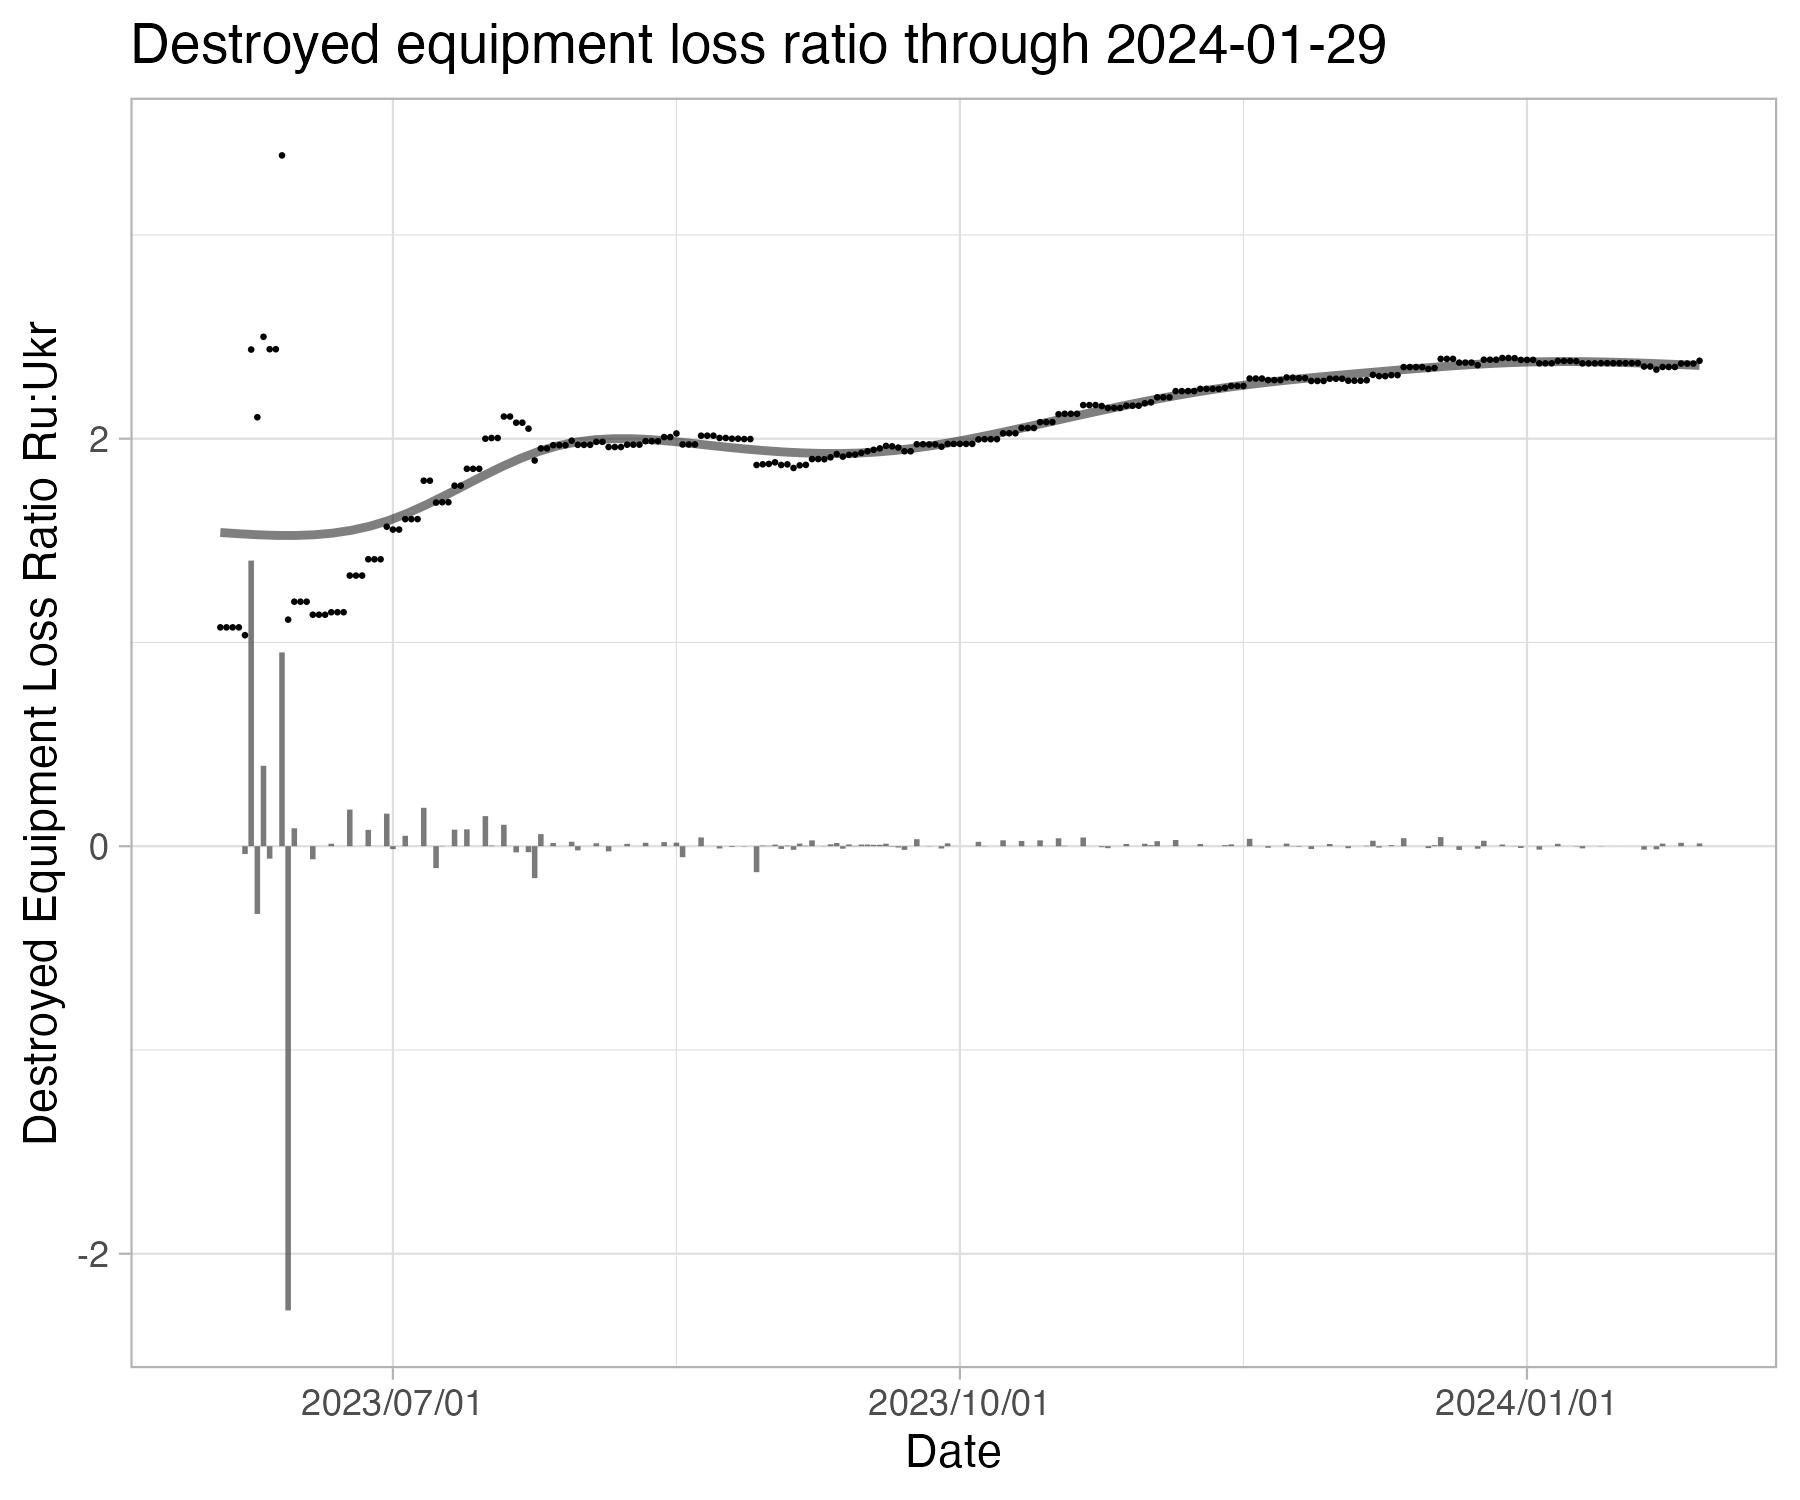 Destroyed equipment loss ratio through 2024-01-29
Destroyed Equipment Loss Ratio Ru:Ukr
2
0
-2
2023/07/01
2023/10/01
2024/01/01
Date